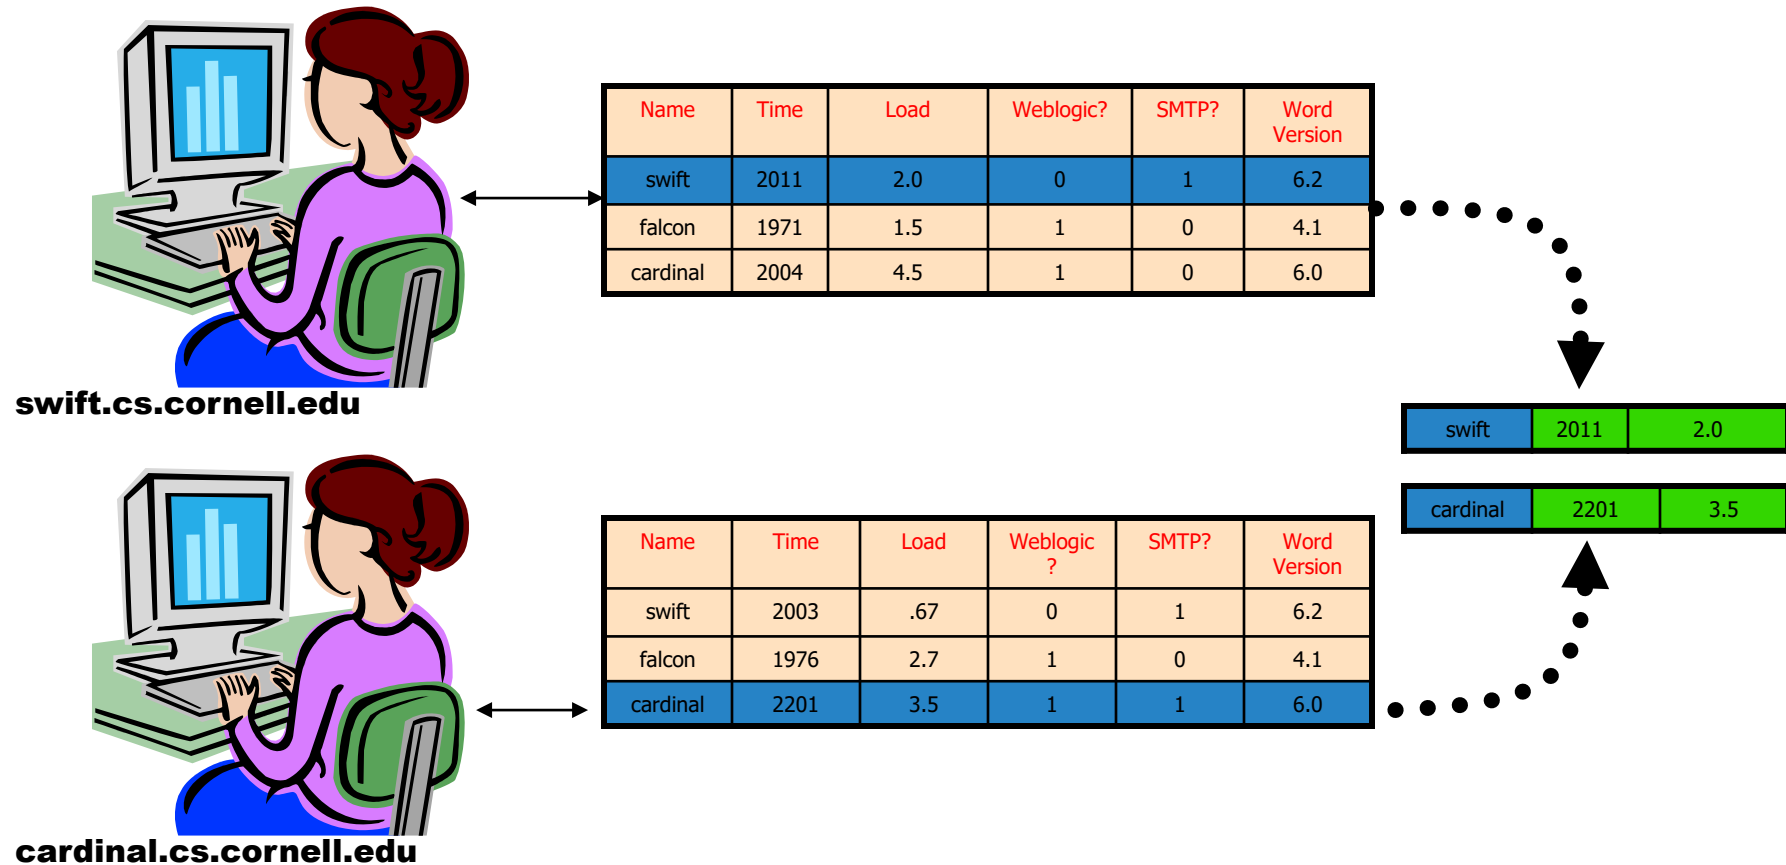 Name Time Load Weblogic? SMTP? Word
Version
swift 2011 2.0 0 1 6.2
falcon 1971 1.5 1 0 4.1
cardinal 2004 4.5 1 0 6.0
swift.cs.cornell.edu
swift 2011 2.0
cardinal 2201 3.5
Name Time Load Weblogic SMTP? Word
? Version
swift 2003 .67 0 1 6.2
falcon 1976 2.7 1 0 4.1
cardinal 2201 3.5 1 1 6.0
cardinal.cs.cornell.edu